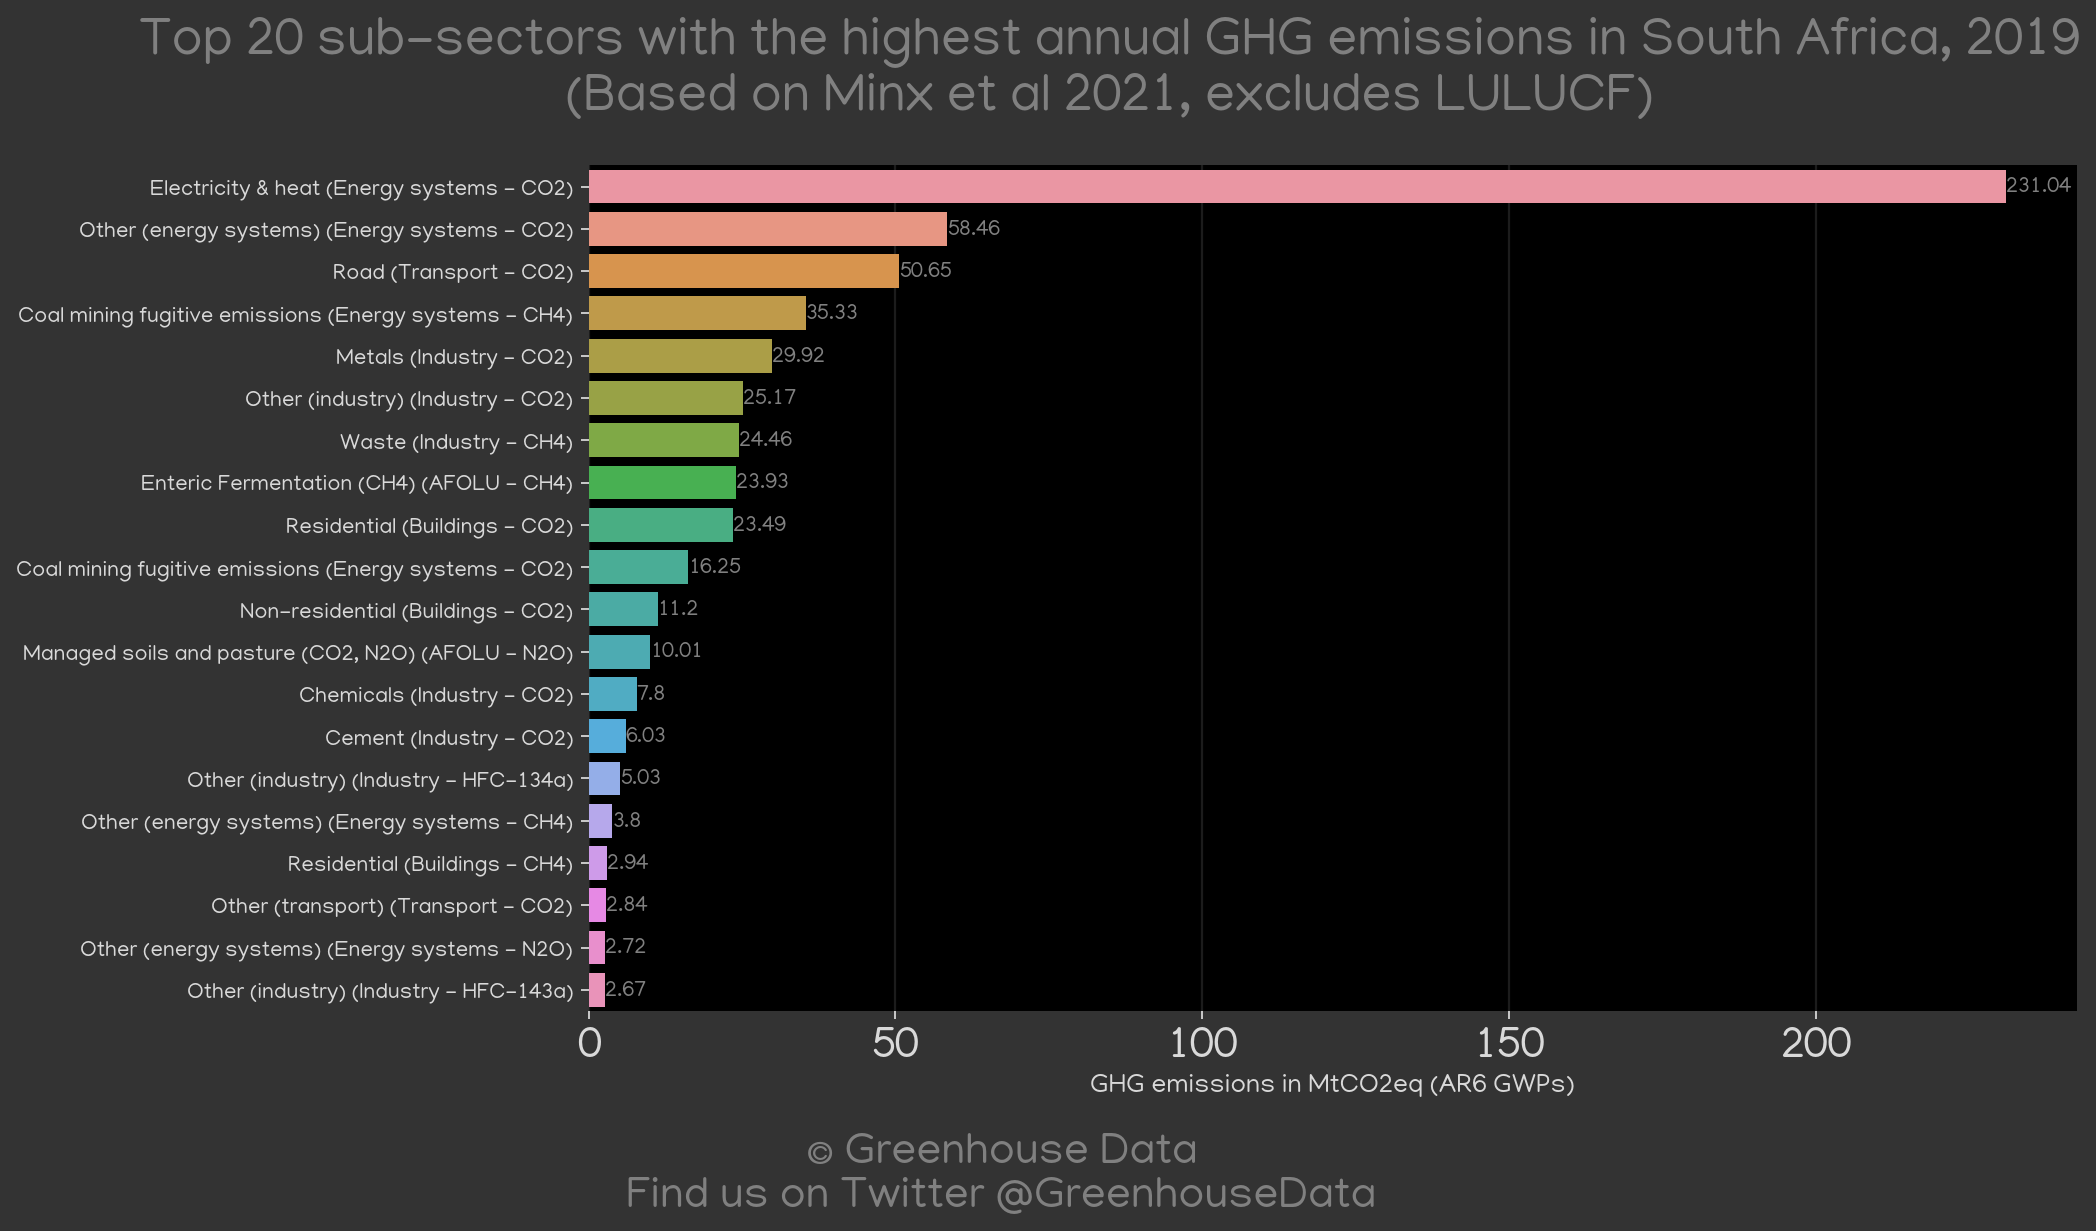 Top 20 sub-sectors with the highest annual GHG emissions in South Africa, 2019
(Based on Minx et al 2021, excludes LULUCF)
Electricity & heat (Energy systems - CO2) 231.04
Other (energy systems) (Energy systems - CO2) 58.46
Road (Transport - CO2) 50.65
Coal mining fugitive emissions (Energy systems - CH4) 35.33
Metals (Industry - CO2) 29.92
Other (industry) (Industry - CO2) 25.17
Waste (Industry - CH4) 24.46
Enteric Fermentation (CH4) (AFOLU - CH4) 23.93
Residential (Buildings - CO2) 23.49
Coal mining fugitive emissions (Energy systems - CO2) 16.25
Non-residential (Buildings - CO2) 11.2
Managed soils and pasture (CO2, N2O) (AFOLU - N2O) 10.01
Chemicals (Industry - CO2) 7.8
Cement (Industry - CO2) 6.03
Other (industry) (Industry - HFC-134a) 5.03
Other (energy systems) (Energy systems - CH4) 3.8
Residential (Buildings - CH4) 2.94
Other (transport) (Transport - CO2) 2.84
Other (energy systems) (Energy systems - N2O) 2.72
Other (industry) (Industry - HFC-143a) 2.67
0 50 100 150 200
GHG emissions in MtCO2eq (AR6 GWPs)
© Greenhouse Data
Find us on Twitter @GreenhouseData